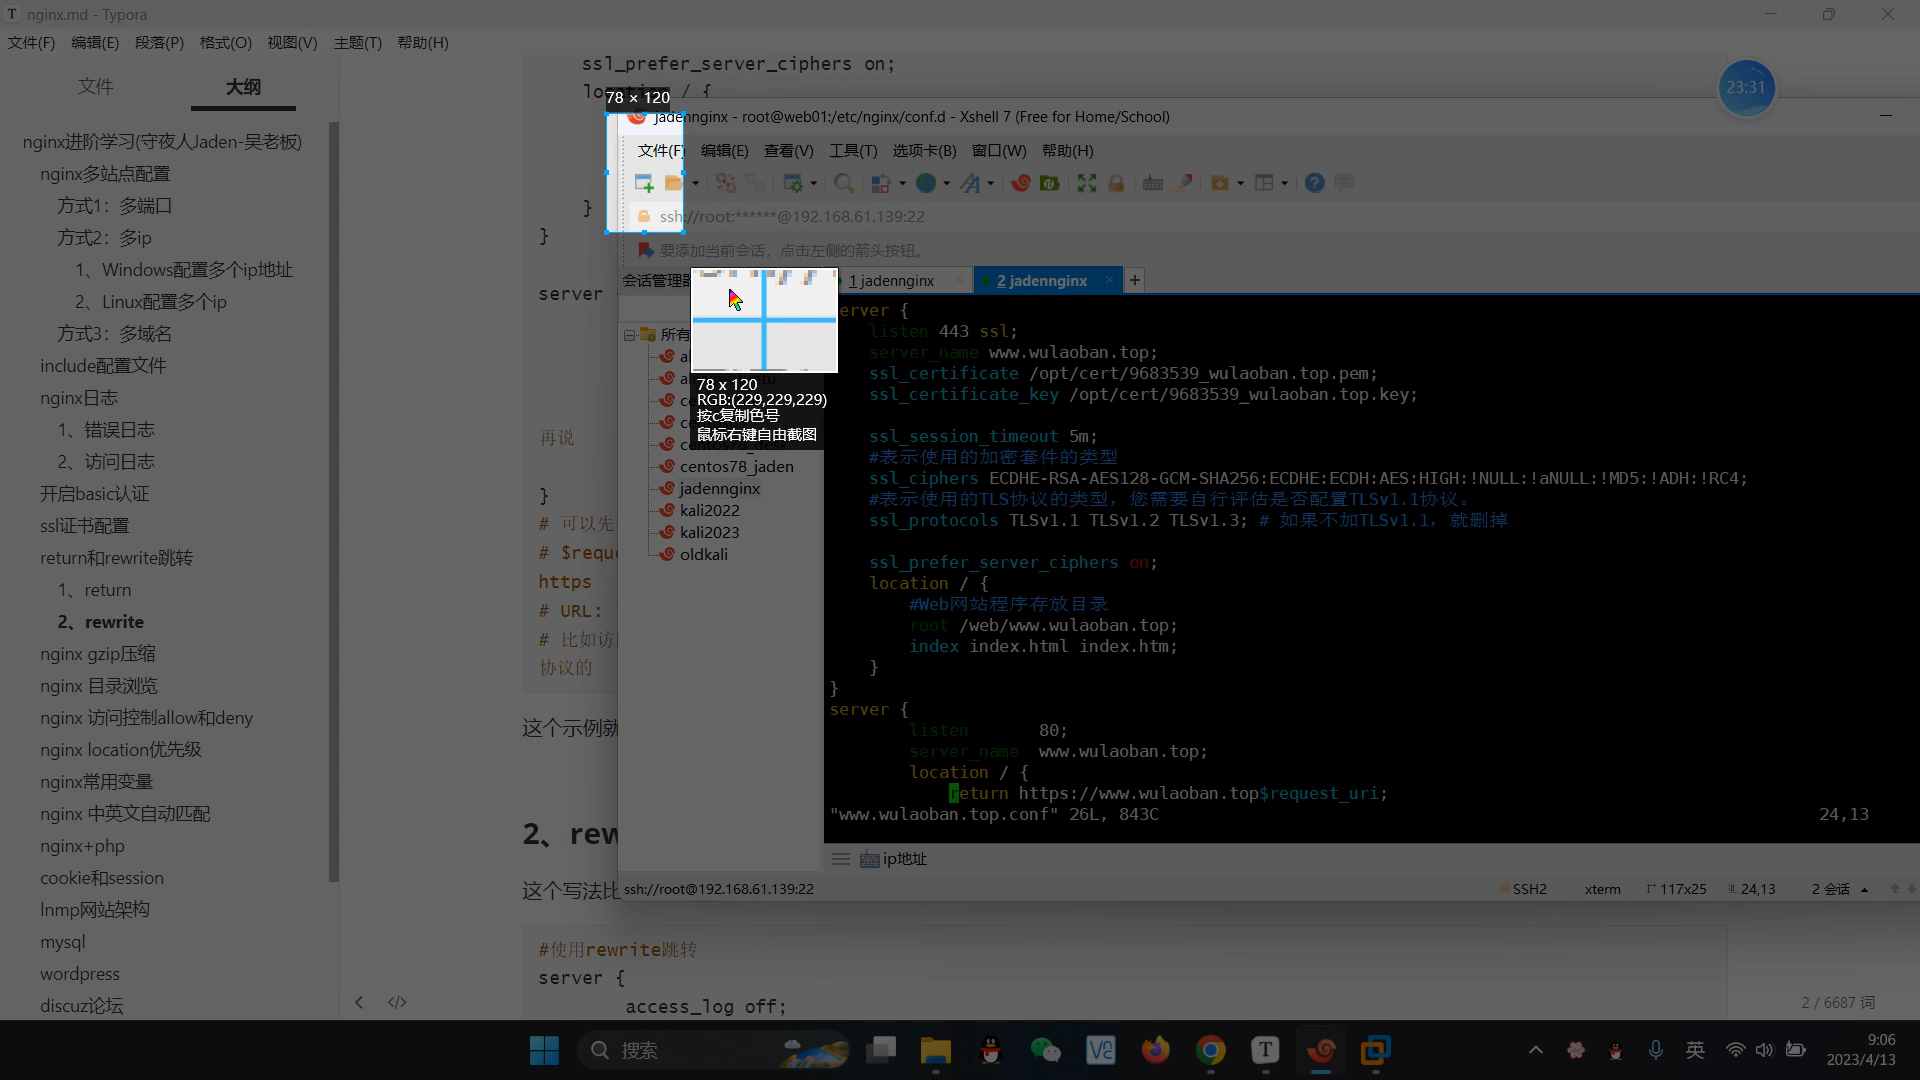 nginx.md - Typora
文件(F) 编辑(E) 段落(P) 格式(O) 视图(V) 主题(T) 帮助(H)
文件 大纲
nginx进阶学习(守夜人Jaden-吴老板)
nginx多站点配置
方式1：多端口
方式2：多ip
1、Windows配置多个ip地址
2、Linux配置多个ip
方式3：多域名
include配置文件
nginx日志
1、错误日志
2、访问日志
开启basic认证
ssl证书配置
return和rewrite跳转
1、return
2、rewrite
nginx gzip压缩
nginx 目录浏览
nginx 访问控制allow和deny
nginx location优先级
nginx常用变量
nginx 中英文自动匹配
nginx+php
cookie和session
lnmp网站架构
mysql
wordpress
discuz论坛
ssl_prefer_server_ciphers on;
location / {
}
}
server
再说
}
# 可以先
# $requ
https
# URL:
# 比如访
协议的
这个示例就
2、rew
这个写法比
#使用rewrite跳转
server {
access_log off;
2 / 6687 词
23:31
78 × 120
jadennginx - root@web01:/etc/nginx/conf.d - Xshell 7 (Free for Home/School)
文件(F) 编辑(E) 查看(V) 工具(T) 选项卡(B) 窗口(W) 帮助(H)
ssh://root:******@192.168.61.139:22
要添加当前会话，点击左侧的箭头按钮。
会话管理器
1 jadennginx
2 jadennginx
+
所有
centos78_jaden
jadennginx
kali2022
kali2023
oldkali
78 x 120
RGB:(229,229,229)
按c复制色号
鼠标右键自由截图
erver {
listen 443 ssl;
server_name www.wulaoban.top;
ssl_certificate /opt/cert/9683539_wulaoban.top.pem;
ssl_certificate_key /opt/cert/9683539_wulaoban.top.key;
ssl_session_timeout 5m;
#表示使用的加密套件的类型
ssl_ciphers ECDHE-RSA-AES128-GCM-SHA256:ECDHE:ECDH:AES:HIGH:!NULL:!aNULL:!MD5:!ADH:!RC4;
#表示使用的TLS协议的类型，您需要自行评估是否配置TLSv1.1协议。
ssl_protocols TLSv1.1 TLSv1.2 TLSv1.3; # 如果不加TLSv1.1，就删掉
ssl_prefer_server_ciphers on;
location / {
#Web网站程序存放目录
root /web/www.wulaoban.top;
index index.html index.htm;
}
}
server {
listen 80;
server_name www.wulaoban.top;
location / {
return https://www.wulaoban.top$request_uri;
"www.wulaoban.top.conf" 26L, 843C 24,13
ip地址
ssh://root@192.168.61.139:22 SSH2 xterm 117x25 24,13 2 会话
搜索
英
9:06
2023/4/13